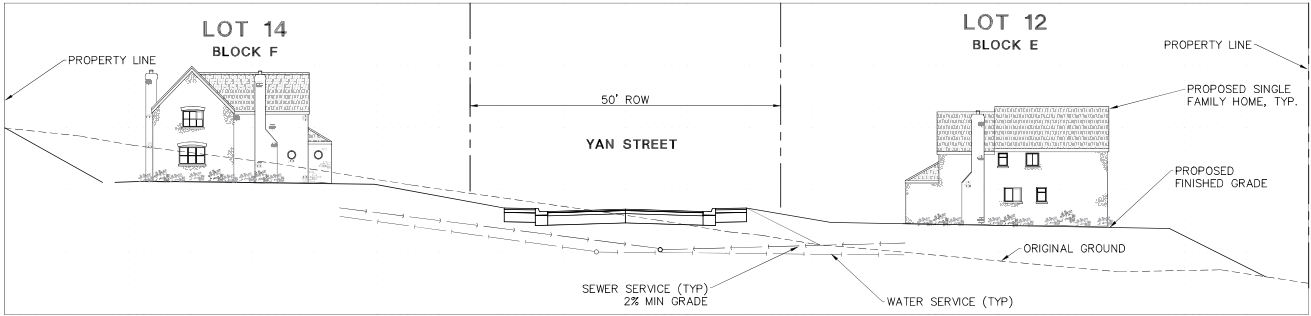 LOT 14
BLOCK F
PROPERTY LINE
50' ROW
YAN STREET
LOT 12
BLOCK E
PROPERTY LINE
PROPOSED SINGLE
FAMILY HOME, TYP.
PROPOSED
FINISHED GRADE
ORIGINAL GROUND
SEWER SERVICE (TYP)
2% MIN GRADE
WATER SERVICE (TYP)